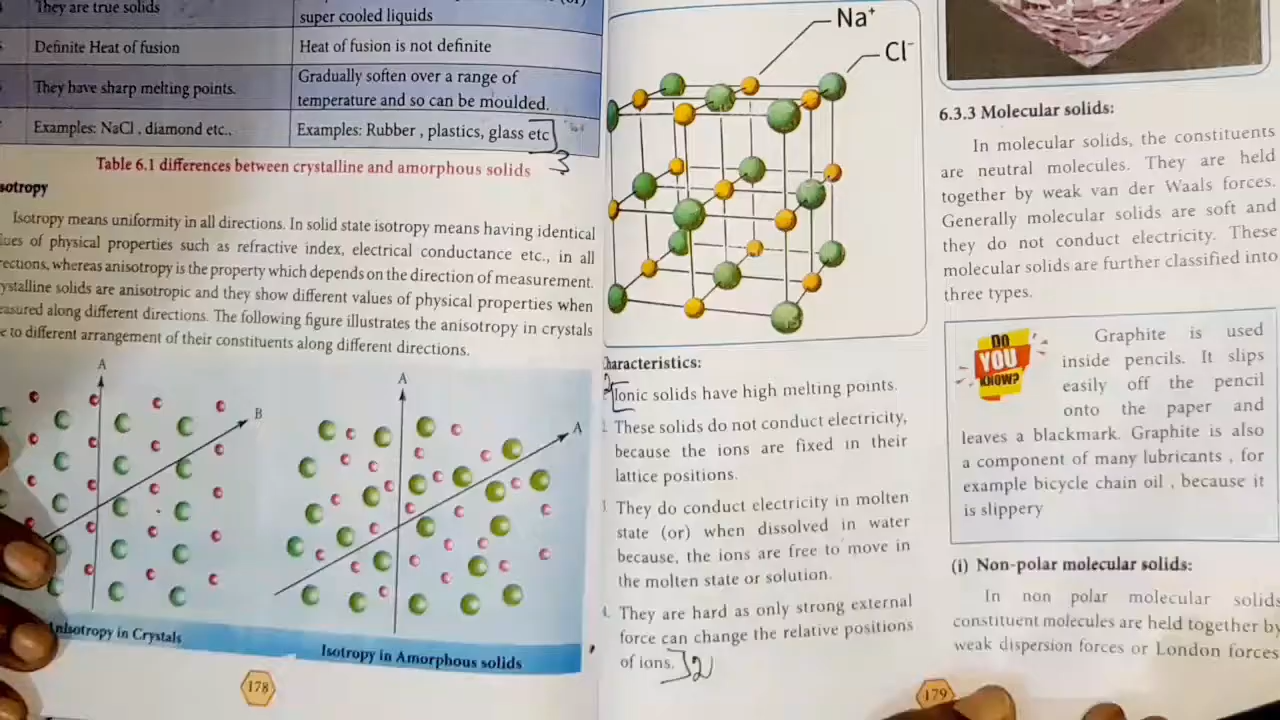 They are true solids
super cooled liquids
Definite Heat of fusion
Heat of fusion is not definite
They have sharp melting points.
Gradually soften over a range of
temperature and so can be moulded.
Examples: NaCl , diamond etc.,
Examples: Rubber , plastics, glass etc
3
Table 6.1 differences between crystalline and amorphous solids
sotropy
Isotropy means uniformity in all directions. In solid state isotropy means having identical
lues of physical properties such as refractive index, electrical conductance etc., in all
rections, whereas anisotropy is the property which depends on the direction of measurement.
ystalline solids are anisotropic and they show different values of physical properties when
easured along different directions. The following figure illustrates the anisotropy in crystals
e to different arrangement of their constituents along different directions.
A
B
A
A
Anisotropy in Crystals
Isotropy in Amorphous solids
178
Na⁺
Cl⁻
Characteristics:
Ionic solids have high melting points.
2. These solids do not conduct electricity,
because the ions are fixed in their
lattice positions.
3. They do conduct electricity in molten
state (or) when dissolved in water
because, the ions are free to move in
the molten state or solution.
4. They are hard as only strong external
force can change the relative positions
of ions.
2
6.3.3 Molecular solids:
In molecular solids, the constituents
are neutral molecules. They are held
together by weak van der Waals forces.
Generally molecular solids are soft and
they do not conduct electricity. These
molecular solids are further classified into
three types.
DO
YOU
KNOW?
Graphite is used
inside pencils. It slips
easily off the pencil
onto the paper and
leaves a blackmark. Graphite is also
a component of many lubricants , for
example bicycle chain oil , because it
is slippery
(i) Non-polar molecular solids:
In non polar molecular solids
constituent molecules are held together by
weak dispersion forces or London forces
179